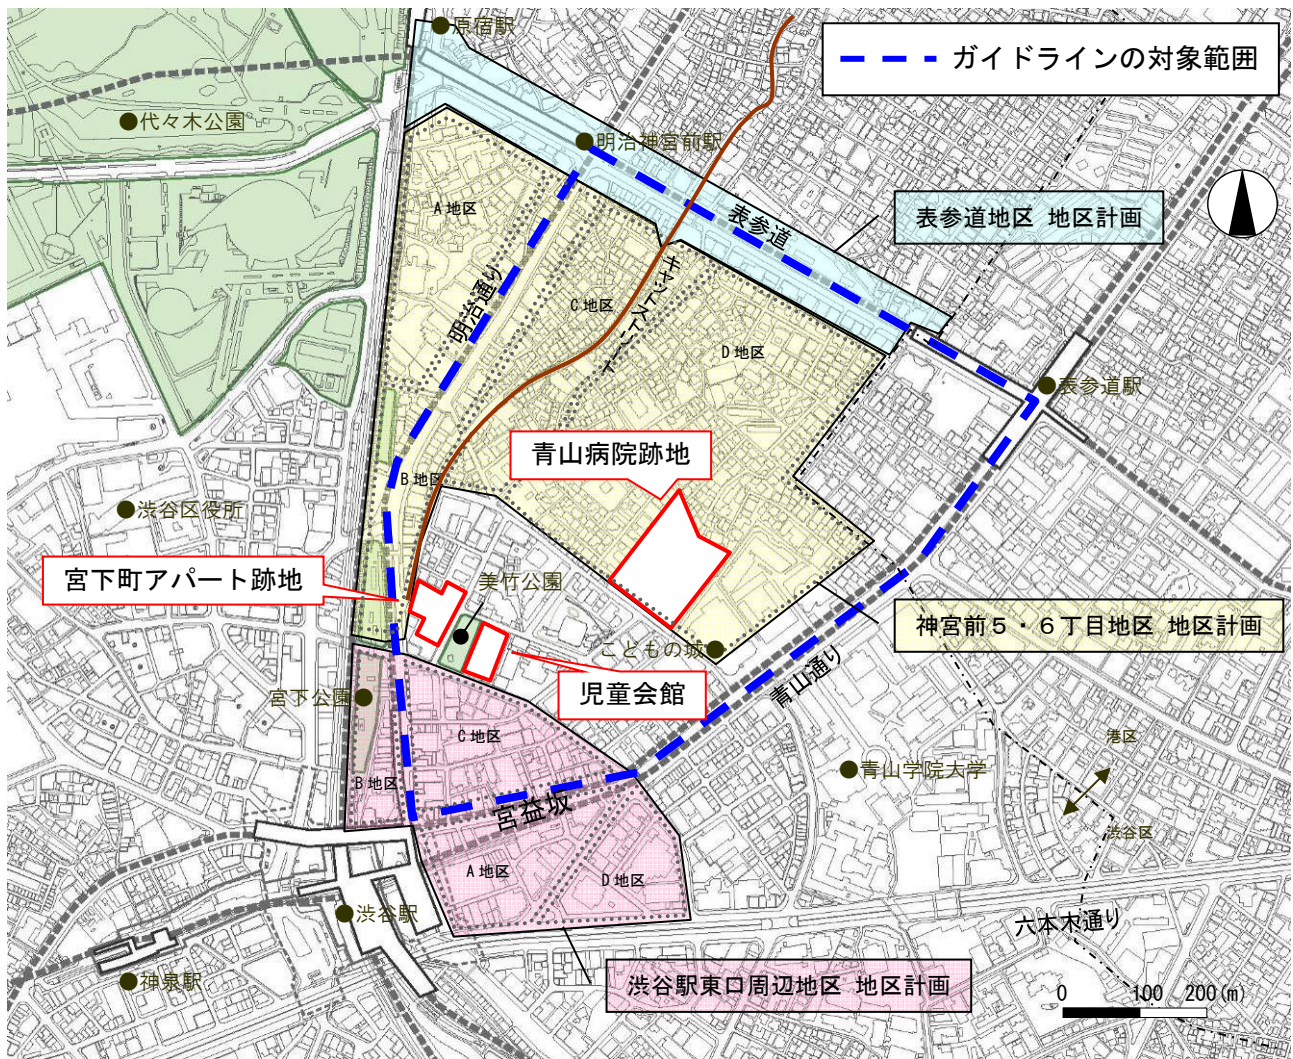 原宿駅
ガイドラインの対象範囲
代々木公園
明治神宮前駅
A地区
表参道地区 地区計画
表参道
明治通り
C地区
キャットストリート
D地区
表参道駅
青山病院跡地
B地区
渋谷区役所
宮下町アパート跡地
美竹公園
神宮前5・6丁目地区 地区計画
こどもの城
児童会館
宮下公園
青山通り
C地区
港区
青山学院大学
B地区
宮益坂
渋谷区
A地区
D地区
渋谷駅
六本木通り
神泉駅
渋谷駅東口周辺地区 地区計画
0 100 200(m)